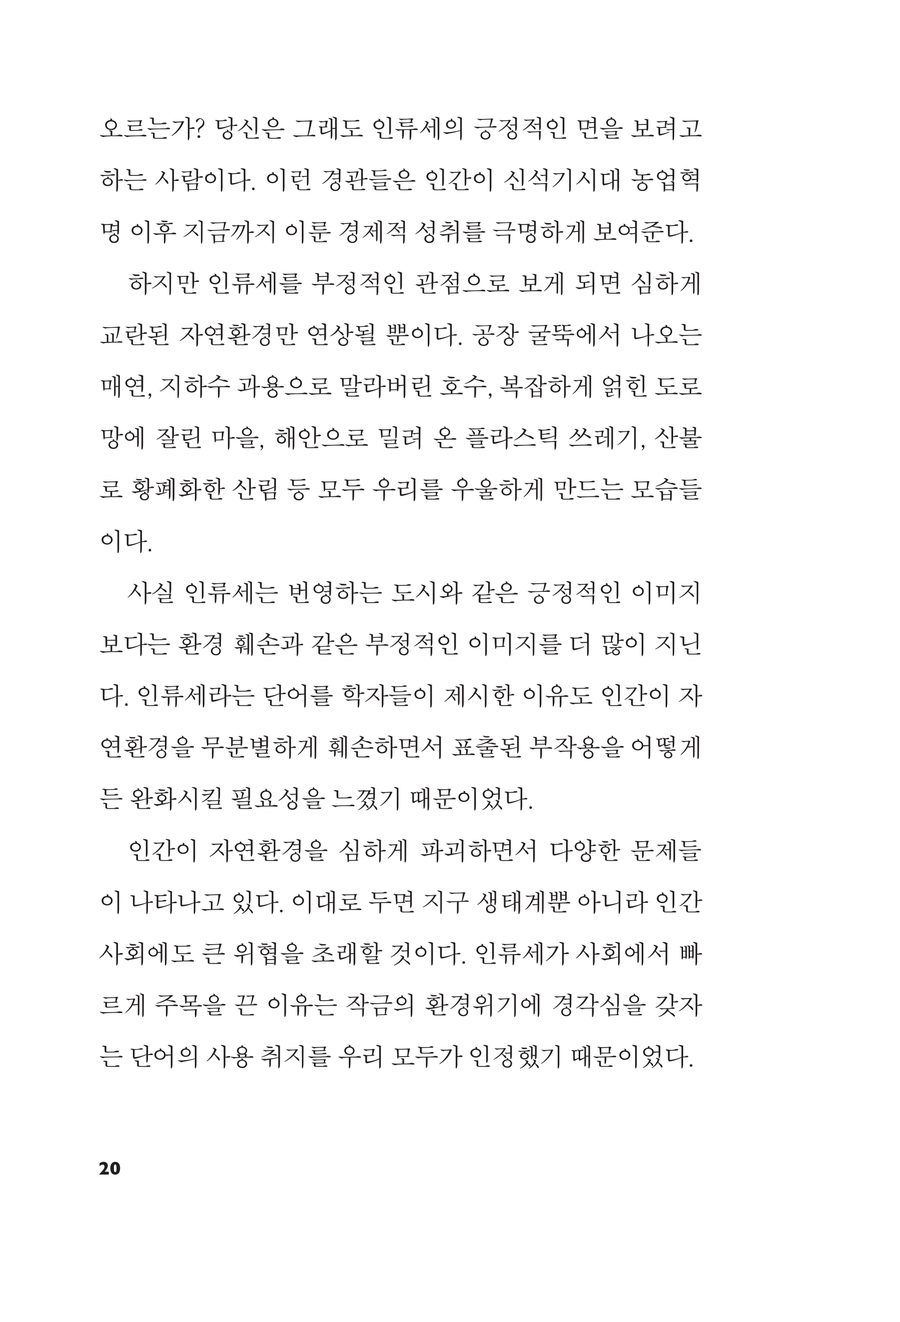 오르는가? 당신은 그래도 인류세의 긍정적인 면을 보려고
하는 사람이다. 이런 경관들은 인간이 신석기시대 농업혁
명 이후 지금까지 이룬 경제적 성취를 극명하게 보여준다.
하지만 인류세를 부정적인 관점으로 보게 되면 심하게
교란된 자연환경만 연상될 뿐이다. 공장 굴뚝에서 나오는
매연, 지하수 과용으로 말라버린 호수, 복잡하게 얽힌 도로
망에 잘린 마을, 해안으로 밀려 온 플라스틱 쓰레기, 산불
로 황폐화한 산림 등 모두 우리를 우울하게 만드는 모습들
이다.
사실 인류세는 번영하는 도시와 같은 긍정적인 이미지
보다는 환경 훼손과 같은 부정적인 이미지를 더 많이 지닌
다. 인류세라는 단어를 학자들이 제시한 이유도 인간이 자
연환경을 무분별하게 훼손하면서 표출된 부작용을 어떻게
든 완화시킬 필요성을 느꼈기 때문이었다.
인간이 자연환경을 심하게 파괴하면서 다양한 문제들
이 나타나고 있다. 이대로 두면 지구 생태계뿐 아니라 인간
사회에도 큰 위협을 초래할 것이다. 인류세가 사회에서 빠
르게 주목을 끈 이유는 작금의 환경위기에 경각심을 갖자
는 단어의 사용 취지를 우리 모두가 인정했기 때문이었다.
20